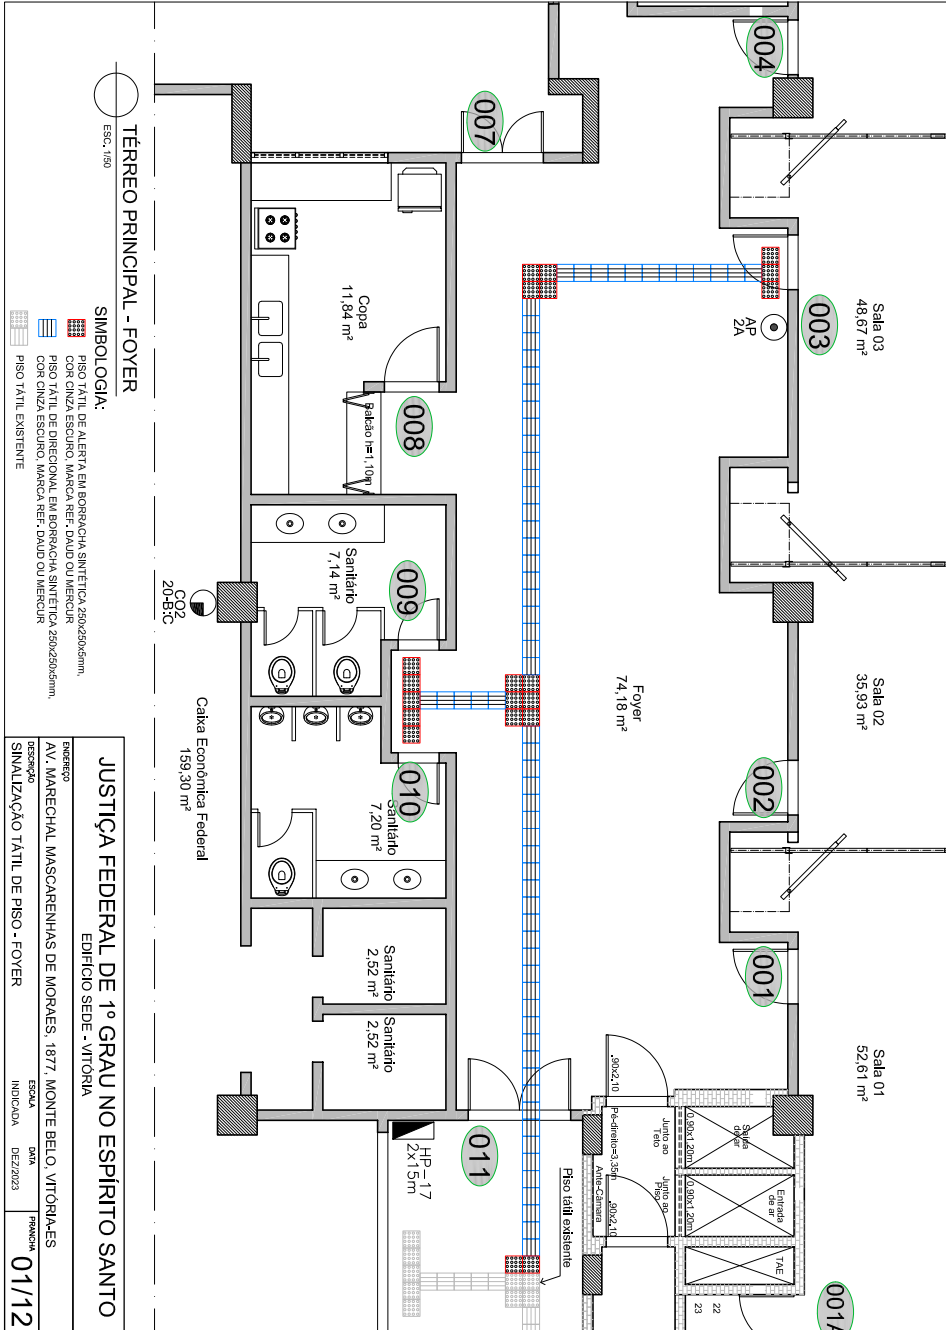 004
007
Sala 03
48,67 m²
003
AP
2A
Copa
11,84 m²
008
Balcão h=1,10m
Sanitário
7,14 m²
009
CO2
20-B:C
Sala 02
35,93 m²
Foyer
74,18 m²
002
010
Sanitário
7,20 m²
Caixa Econômica Federal
159,30 m²
001
Sanitário
2,52 m²
Sanitário
2,52 m²
Sala 01
52,61 m²
.90x2.10
Pé-direito=3,35m
Junto ao
Teto
0,90x1,20m
Saída
de ar
Junto ao
Piso
0,90x1,20m
Entrada
de ar
Ante-Câmara
.90x2.10
TAE
22
23
001A
011
HP-17
2x15m
Piso tátil existente
TÉRREO PRINCIPAL - FOYER
ESC. 1/50
SIMBOLOGIA:
PISO TÁTIL DE ALERTA EM BORRACHA SINTÉTICA 250x250x5mm,
COR CINZA ESCURO, MARCA REF. DAUD OU MERCUR
PISO TÁTIL DE DIRECIONAL EM BORRACHA SINTÉTICA 250x250x5mm,
COR CINZA ESCURO, MARCA REF. DAUD OU MERCUR
PISO TÁTIL EXISTENTE
JUSTIÇA FEDERAL DE 1º GRAU NO ESPÍRITO SANTO
EDIFÍCIO SEDE - VITÓRIA
ENDEREÇO
AV. MARECHAL MASCARENHAS DE MORAES, 1877, MONTE BELO, VITÓRIA-ES
DESCRIÇÃO
SINALIZAÇÃO TÁTIL DE PISO - FOYER
ESCALA
INDICADA
DATA
DEZ/2023
PRANCHA
01/12